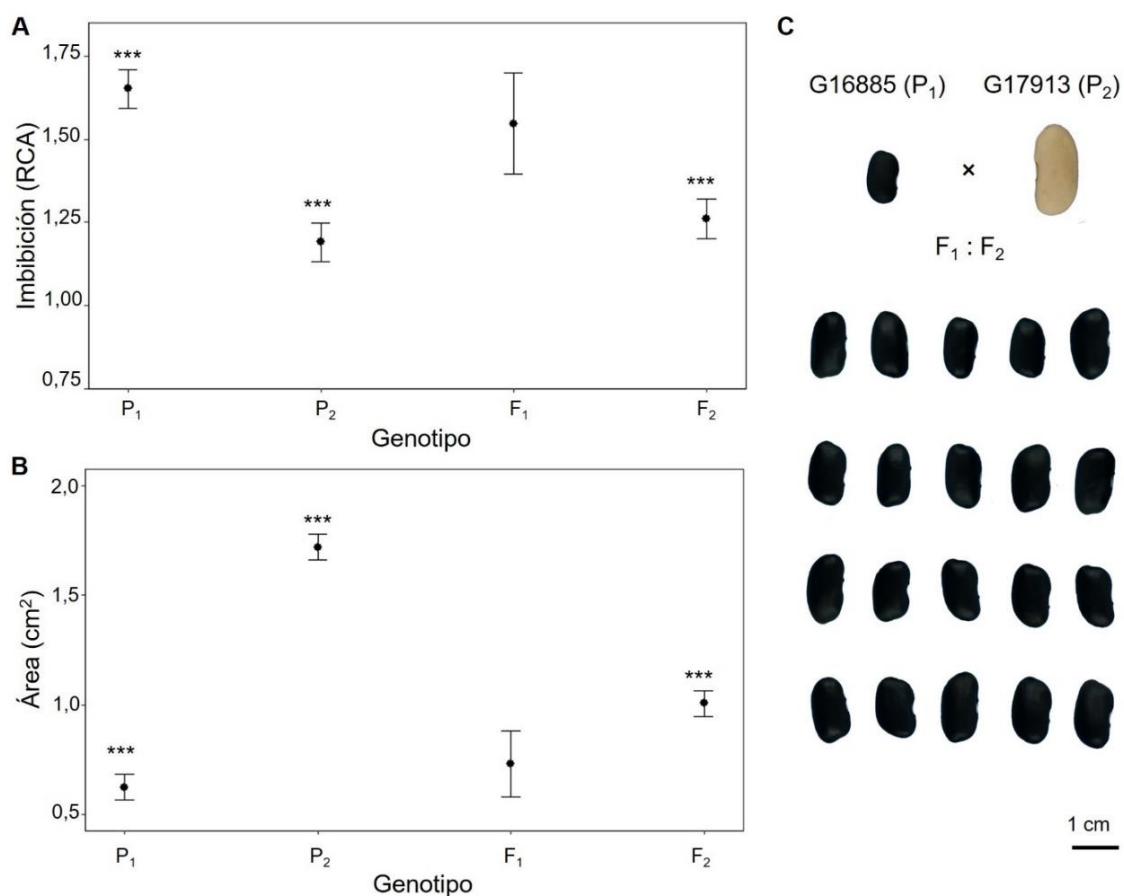 A
1,75
1,50
1,25
1,00
0,75
Imbibición (RCA)
***
***
***
P₁ P₂ F₁ F₂
Genotipo
B
2,0
1,5
1,0
0,5
Área (cm²)
***
***
***
P₁ P₂ F₁ F₂
Genotipo
C
G16885 (P₁) G17913 (P₂)
×
F₁ : F₂
1 cm